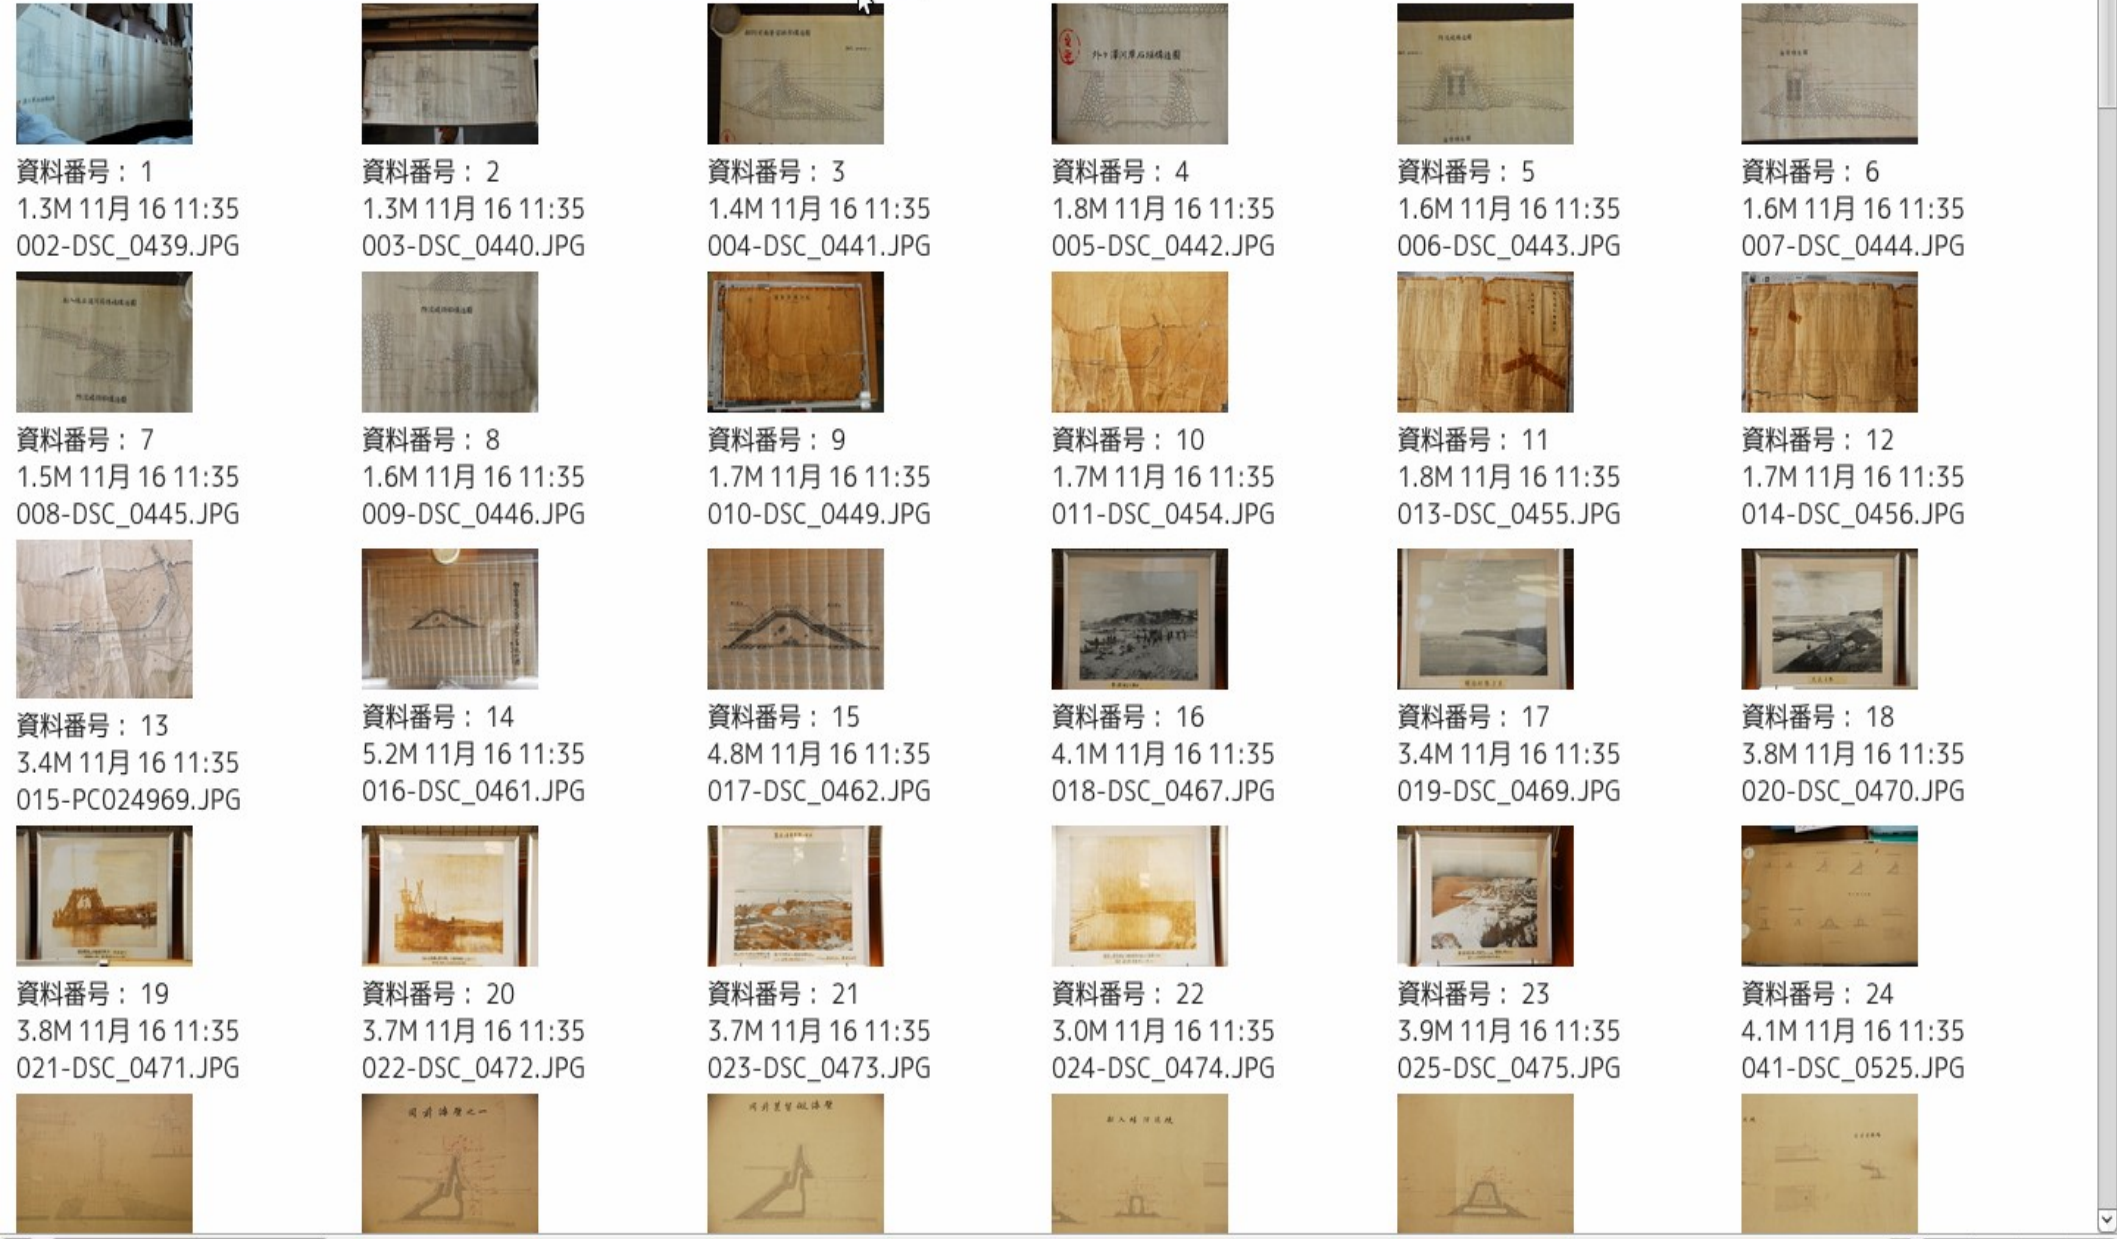 資料番号： 1
1.3M 11月 16 11:35
002-DSC_0439.JPG
資料番号： 2
1.3M 11月 16 11:35
003-DSC_0440.JPG
資料番号： 3
1.4M 11月 16 11:35
004-DSC_0441.JPG
資料番号： 4
1.8M 11月 16 11:35
005-DSC_0442.JPG
資料番号： 5
1.6M 11月 16 11:35
006-DSC_0443.JPG
資料番号： 6
1.6M 11月 16 11:35
007-DSC_0444.JPG
資料番号： 7
1.5M 11月 16 11:35
008-DSC_0445.JPG
資料番号： 8
1.6M 11月 16 11:35
009-DSC_0446.JPG
資料番号： 9
1.7M 11月 16 11:35
010-DSC_0449.JPG
資料番号： 10
1.7M 11月 16 11:35
011-DSC_0454.JPG
資料番号： 11
1.8M 11月 16 11:35
013-DSC_0455.JPG
資料番号： 12
1.7M 11月 16 11:35
014-DSC_0456.JPG
資料番号： 13
3.4M 11月 16 11:35
015-PC024969.JPG
資料番号： 14
5.2M 11月 16 11:35
016-DSC_0461.JPG
資料番号： 15
4.8M 11月 16 11:35
017-DSC_0462.JPG
資料番号： 16
4.1M 11月 16 11:35
018-DSC_0467.JPG
資料番号： 17
3.4M 11月 16 11:35
019-DSC_0469.JPG
資料番号： 18
3.8M 11月 16 11:35
020-DSC_0470.JPG
資料番号： 19
3.8M 11月 16 11:35
021-DSC_0471.JPG
資料番号： 20
3.7M 11月 16 11:35
022-DSC_0472.JPG
資料番号： 21
3.7M 11月 16 11:35
023-DSC_0473.JPG
資料番号： 22
3.0M 11月 16 11:35
024-DSC_0474.JPG
資料番号： 23
3.9M 11月 16 11:35
025-DSC_0475.JPG
資料番号： 24
4.1M 11月 16 11:35
041-DSC_0525.JPG